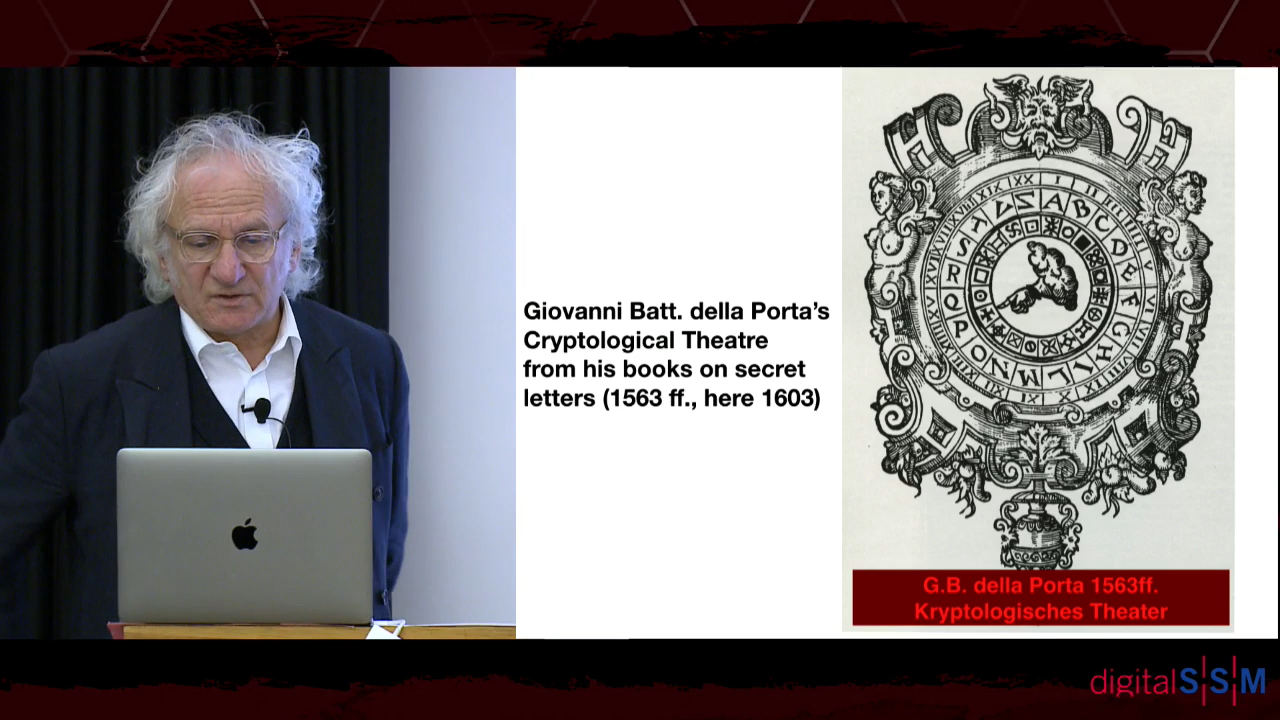 Giovanni Batt. della Porta’s
Cryptological Theatre
from his books on secret
letters (1563 ff., here 1603)
A B C D E F G H I L M N O P Q R S T V Z
G.B. della Porta 1563ff.
Kryptologisches Theater
digitalS|S|M